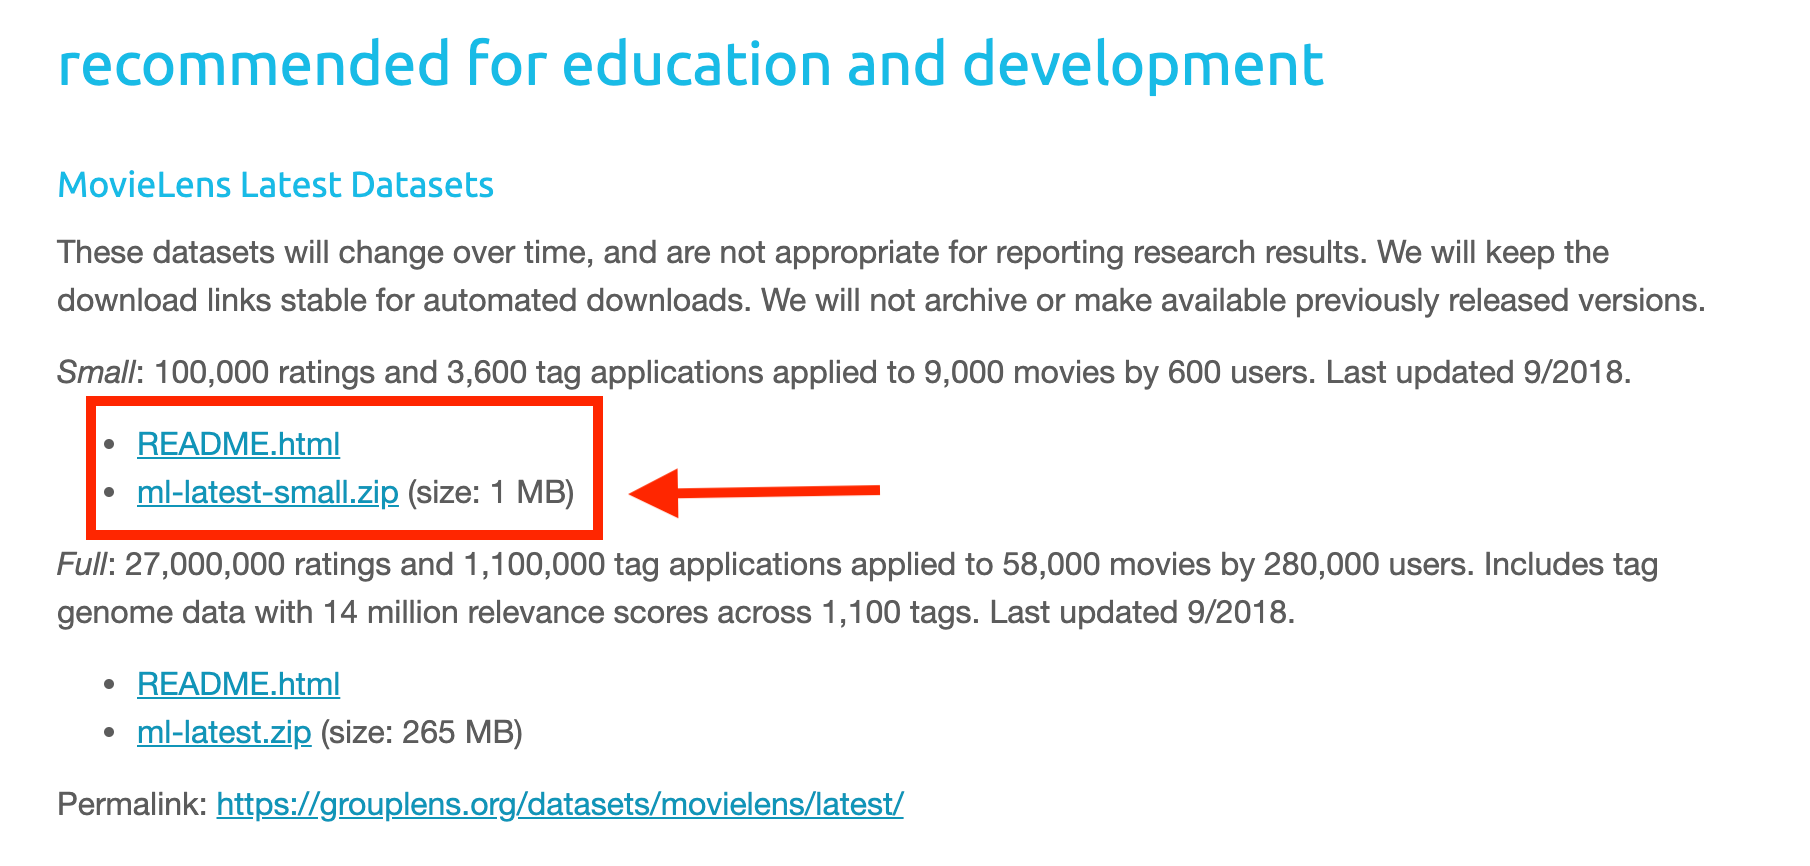 recommended for education and development
MovieLens Latest Datasets
These datasets will change over time, and are not appropriate for reporting research results. We will keep the
download links stable for automated downloads. We will not archive or make available previously released versions.
Small: 100,000 ratings and 3,600 tag applications applied to 9,000 movies by 600 users. Last updated 9/2018.
• README.html
• ml-latest-small.zip (size: 1 MB)
Full: 27,000,000 ratings and 1,100,000 tag applications applied to 58,000 movies by 280,000 users. Includes tag
genome data with 14 million relevance scores across 1,100 tags. Last updated 9/2018.
• README.html
• ml-latest.zip (size: 265 MB)
Permalink: https://grouplens.org/datasets/movielens/latest/